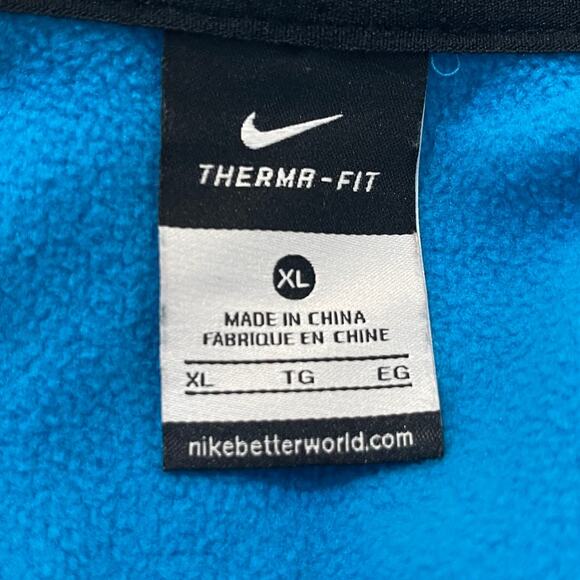 THERMA-FIT
XL
MADE IN CHINA
FABRIQUE EN CHINE
XL TG EG
nikebetterworld.com